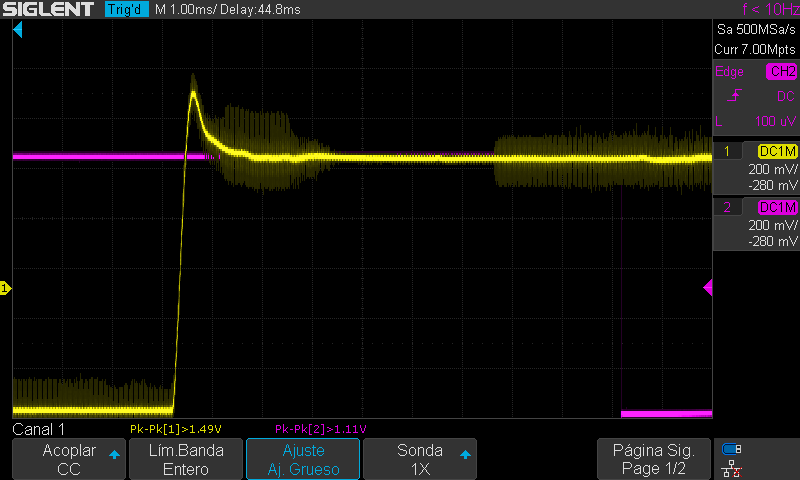 SIGLENT Trig'd M 1.00ms/ Delay:44.8ms f < 10Hz
Sa 500MSa/s
Curr 7.00Mpts
Edge CH2
DC
L 100 uV
1 DC1M
200 mV/
-280 mV
2 DC1M
200 mV/
-280 mV
1
Canal 1 Pk-Pk[1]>1.49V Pk-Pk[2]>1.11V
Acoplar Lím.Banda Ajuste Sonda Página Sig.
CC Entero Aj. Grueso 1X Page 1/2